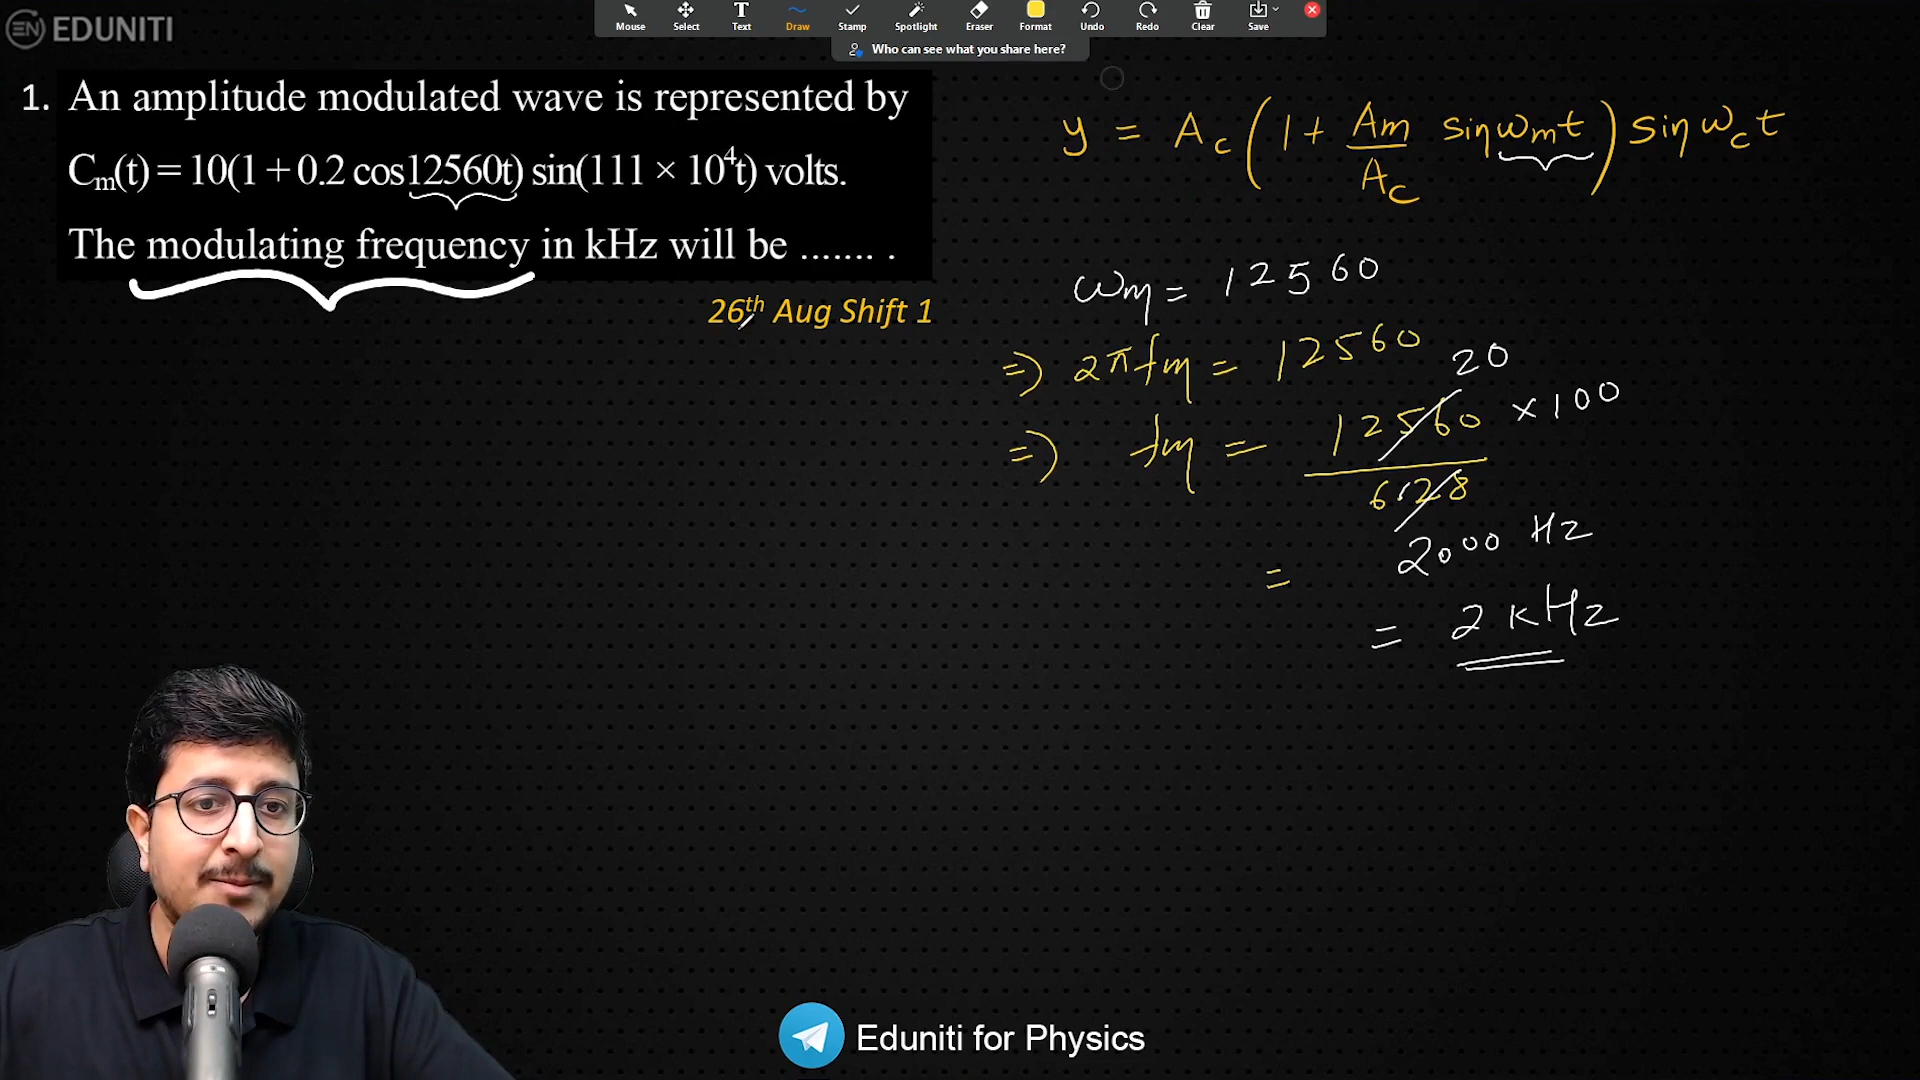 EN EDUNITI
Mouse Select Text Draw Stamp Spotlight Eraser Format Undo Redo Clear Save
Who can see what you share here?
1. An amplitude modulated wave is represented by
Cₘ(t) = 10(1 + 0.2 cos12560t) sin(111 × 10⁴t) volts.
The modulating frequency in kHz will be ....... .
26th Aug Shift 1
y = Ac (1 + Am/Ac sin ωmt) sin ωct
ωm = 12560
⇒ 2πfm = 12560
20
⇒ fm = 12560/6.28 × 100
= 2000 Hz
= 2 kHz
Eduniti for Physics